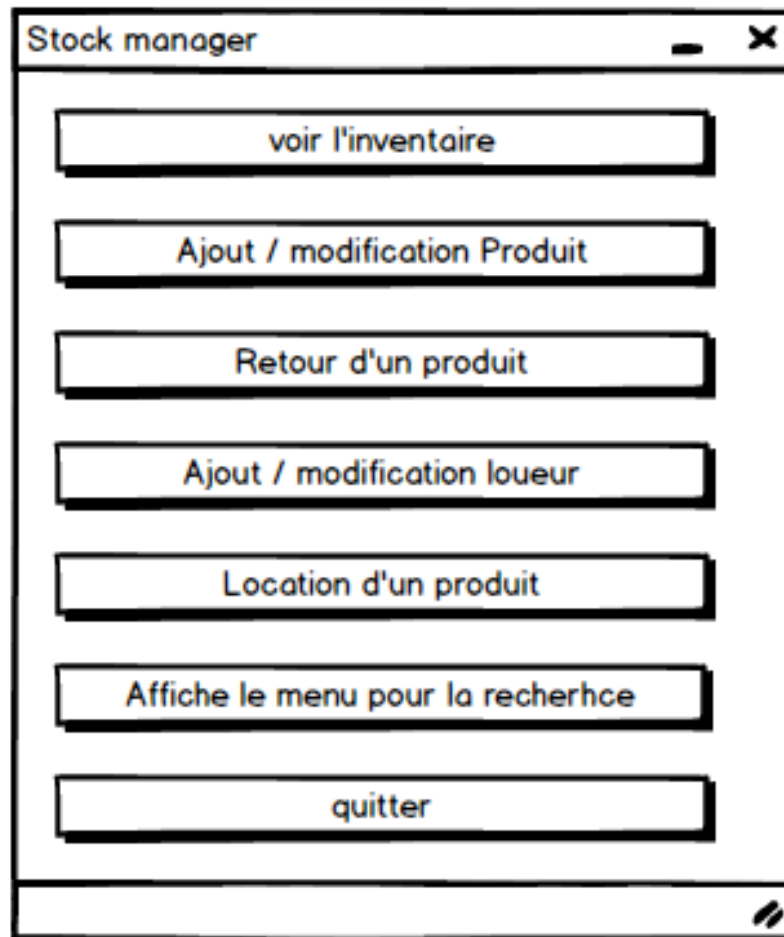 Stock manager
voir l'inventaire
Ajout / modification Produit
Retour d'un produit
Ajout / modification loueur
Location d'un produit
Affiche le menu pour la recherhce
quitter